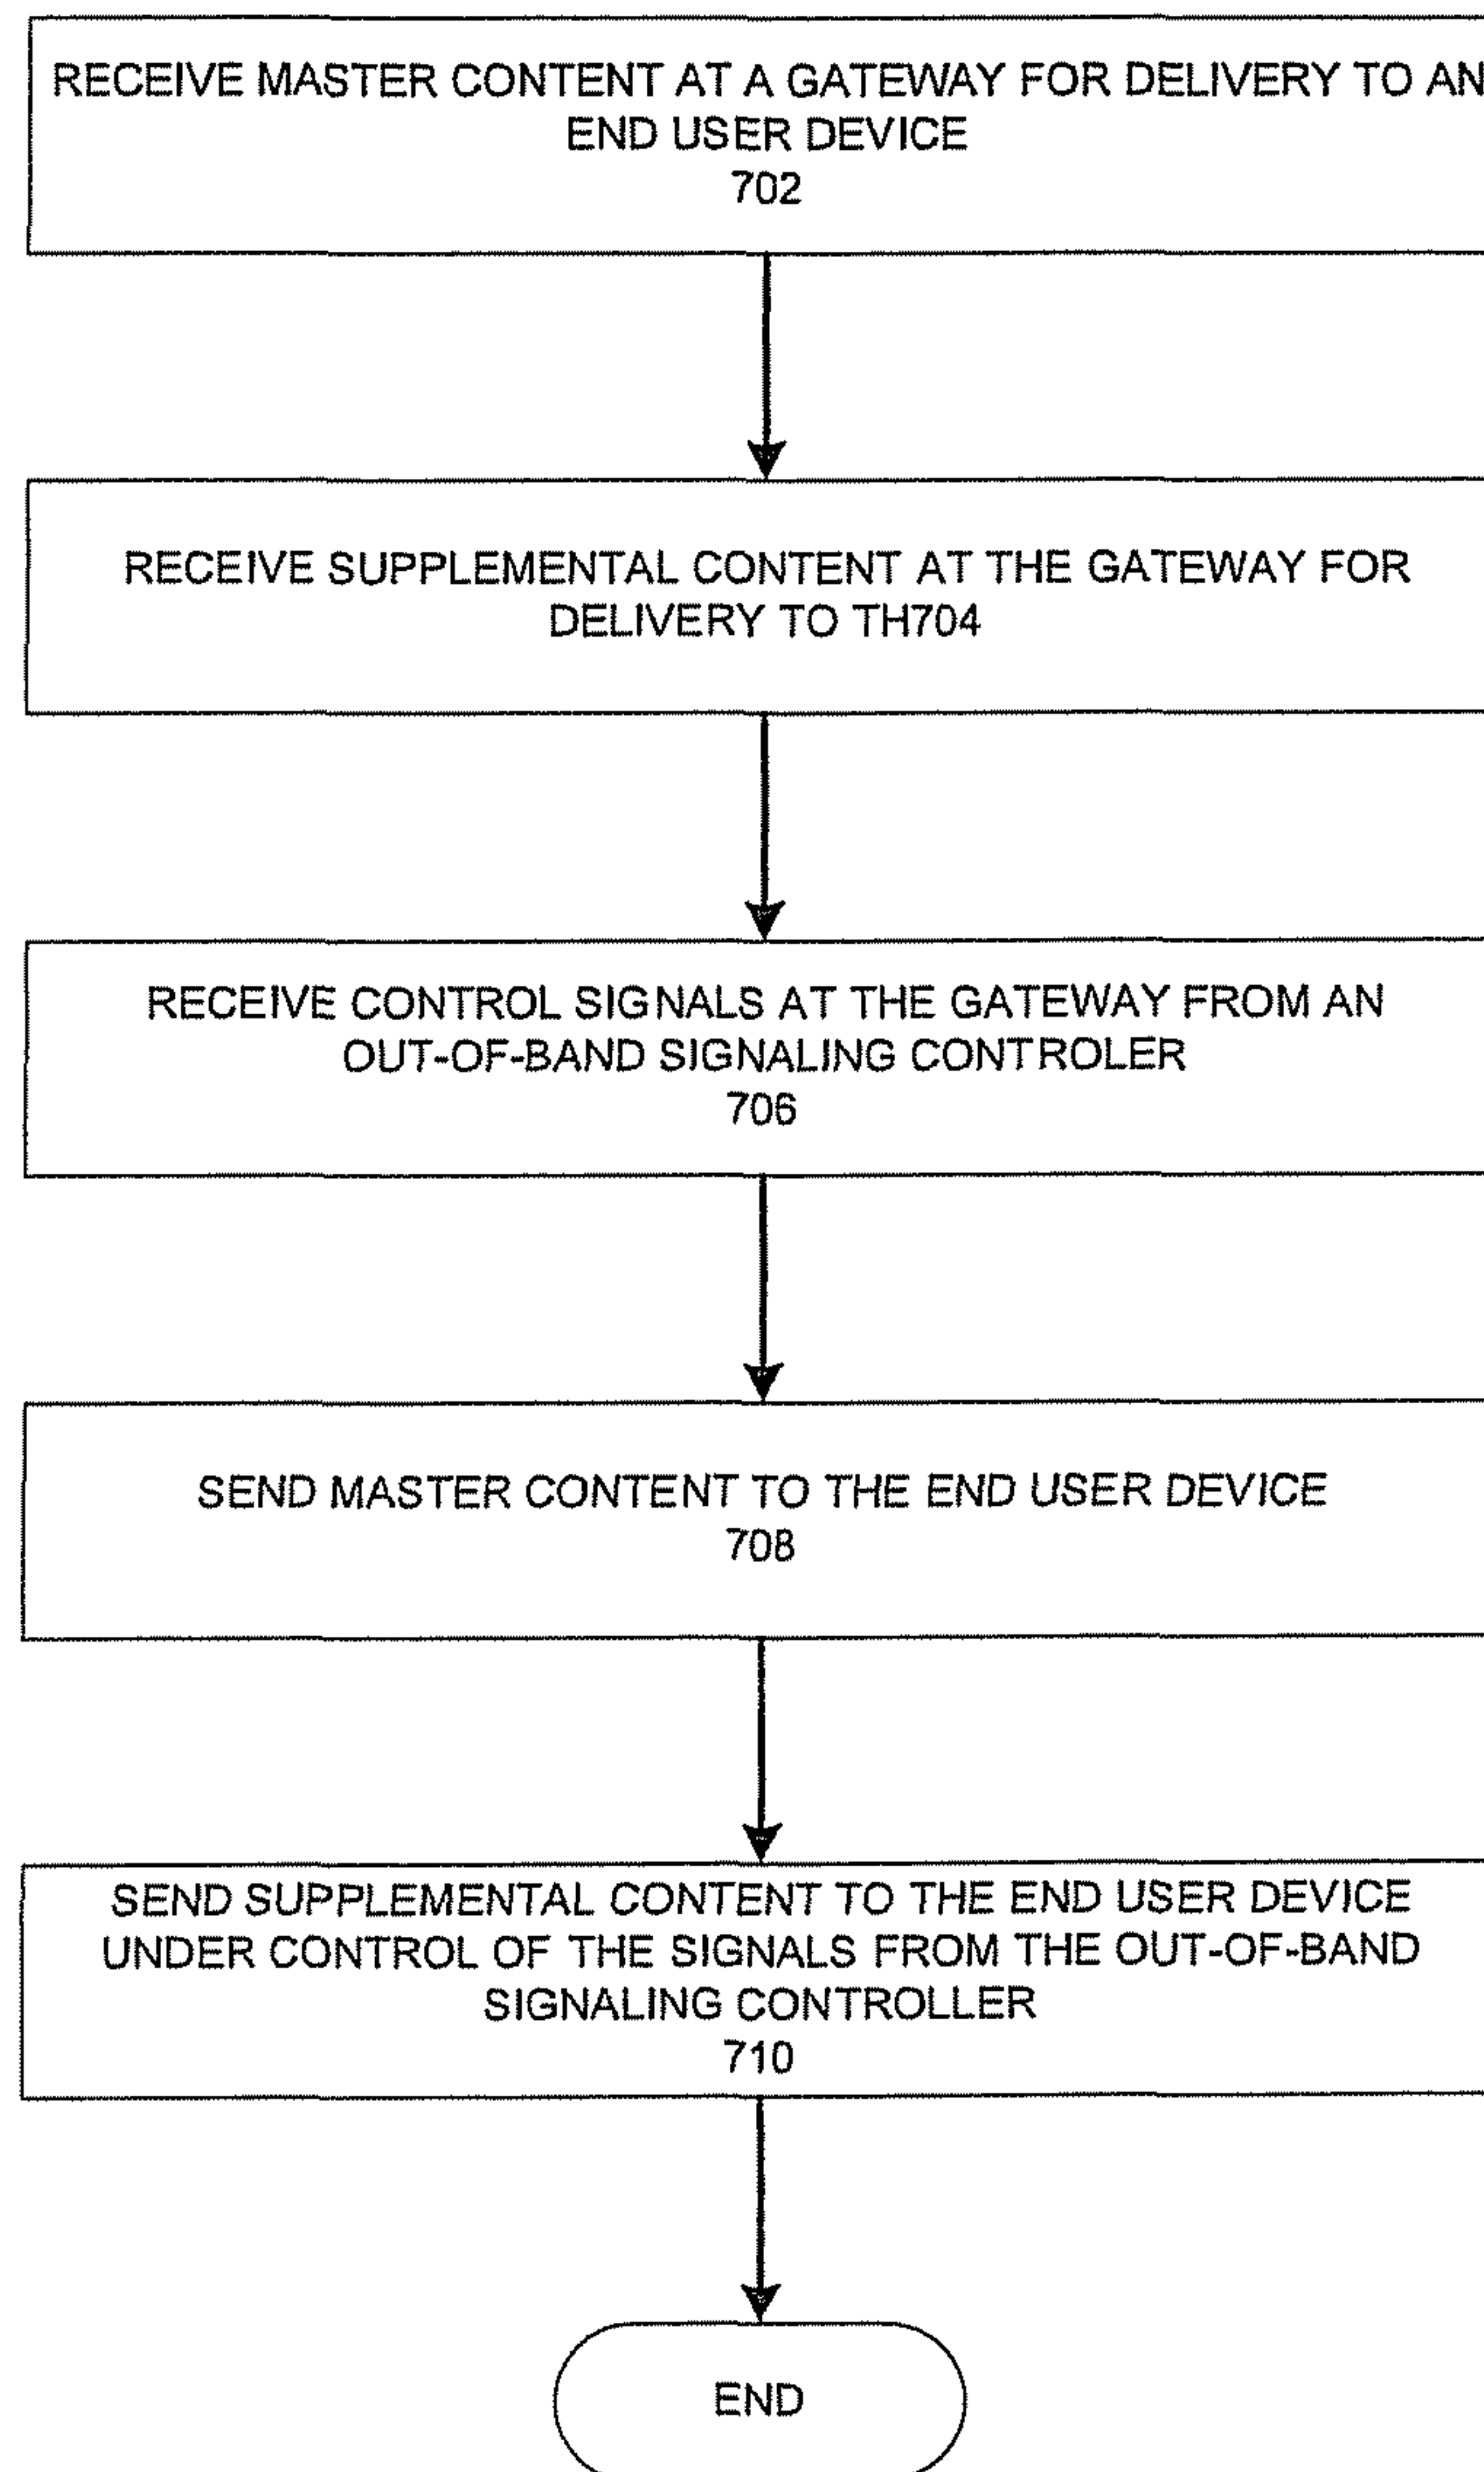 RECEIVE MASTER CONTENT AT A GATEWAY FOR DELIVERY TO AN
END USER DEVICE
702
RECEIVE SUPPLEMENTAL CONTENT AT THE GATEWAY FOR
DELIVERY TO TH704
RECEIVE CONTROL SIGNALS AT THE GATEWAY FROM AN
OUT-OF-BAND SIGNALING CONTROLER
706
SEND MASTER CONTENT TO THE END USER DEVICE
708
SEND SUPPLEMENTAL CONTENT TO THE END USER DEVICE
UNDER CONTROL OF THE SIGNALS FROM THE OUT-OF-BAND
SIGNALING CONTROLLER
710
END